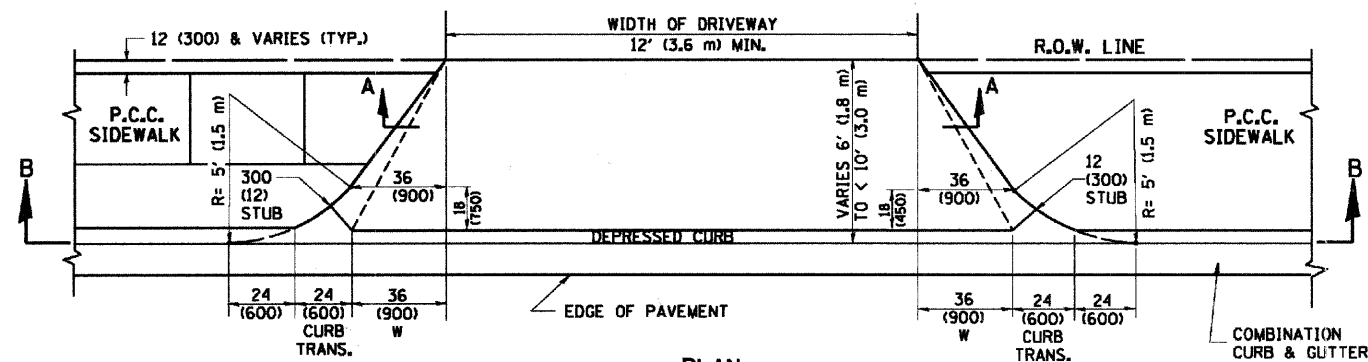 WIDTH OF DRIVEWAY
12' (3.6 m) MIN.
12 (300) & VARIES (TYP.)
R.O.W. LINE
A
A
P.C.C.
SIDEWALK
P.C.C.
SIDEWALK
R= 5' (1.5 m)
VARIES 6' (1.8 m)
TO < 10' (3.0 m)
R= 5' (1.5 m)
B
B
300
(12)
STUB
36
(900)
18
(750)
36
(900)
18
(450)
12
(300)
STUB
DEPRESSED CURB
24
(600)
24
(600)
CURB
TRANS.
36
(900)
W
EDGE OF PAVEMENT
36
(900)
W
24
(600)
CURB
TRANS.
24
(600)
COMBINATION
CURB & GUTTER
PLAN